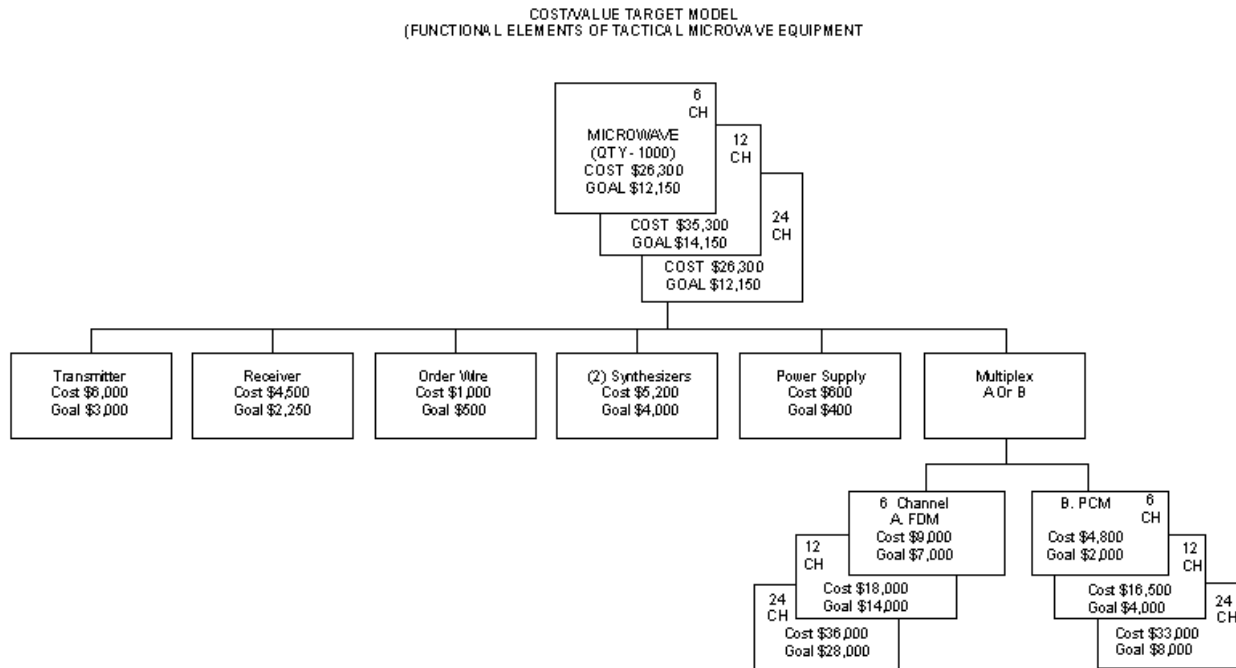 COST/VALUE TARGET MODEL
(FUNCTIONAL ELEMENTS OF TACTICAL MICROVAVE EQUIPMENT
6
CH
MICROWAVE
(QTY - 1000)
COST $26,300
GOAL $12,150
12
CH
COST $35,300
GOAL $14,150
24
CH
COST $26,300
GOAL $12,150
Transmitter
Cost $6,000
Goal $3,000
Receiver
Cost $4,500
Goal $2,250
Order Wire
Cost $1,000
Goal $500
(2) Synthesizers
Cost $5,200
Goal $4,000
Power Supply
Cost $600
Goal $400
Multiplex
A Or B
6 Channel
A. FDM
Cost $9,000
Goal $7,000
12
CH
Cost $18,000
Goal $14,000
24
CH
Cost $36,000
Goal $28,000
B. PCM
6
CH
Cost $4,800
Goal $2,000
12
CH
Cost $16,500
Goal $4,000
24
CH
Cost $33,000
Goal $8,000